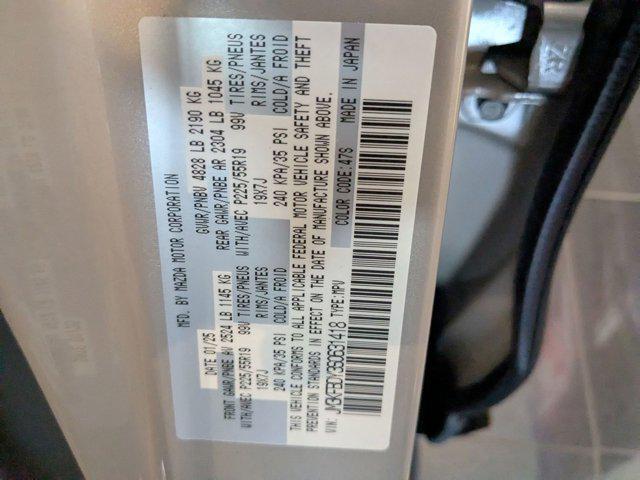 MFD. BY MAZDA MOTOR CORPORATION
DATE 01/25 GVWR/PNBV 4828 LB 2190 KG
FRONT GAWR/PNBE AV 2524 LB 1145 KG REAR GAWR/PNBE AR 2304 LB 1045 KG
WITH/AVEC P225/55R19 99V TIRES/PNEUS WITH/AVEC P225/55R19 99V TIRES/PNEUS
19X7J RIMS/JANTES 19X7J RIMS/JANTES
240 KPA/35 PSI COLD/A FROID 240 KPA/35 PSI COLD/A FROID
THIS VEHICLE CONFORMS TO ALL APPLICABLE FEDERAL MOTOR VEHICLE SAFETY AND THEFT
PREVENTION STANDARDS IN EFFECT ON THE DATE OF MANUFACTURE SHOWN ABOVE.
VIN: JM3KFBDY3S0631418 TYPE:MPV COLOR CODE:47S MADE IN JAPAN